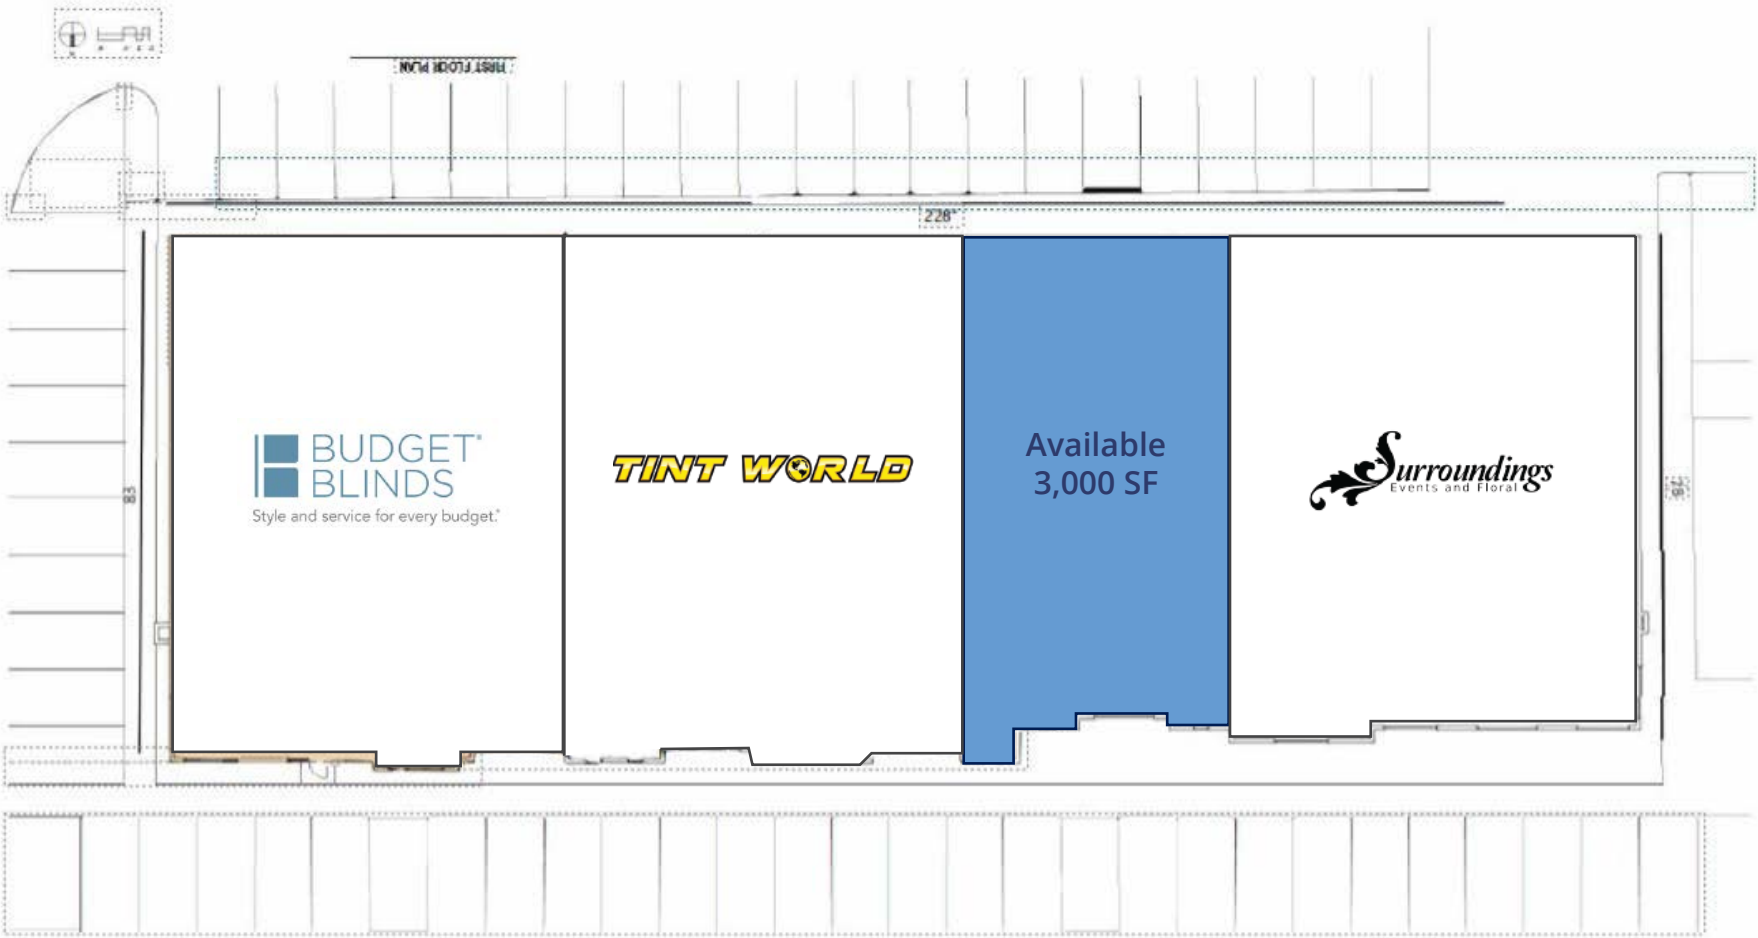 FIRST FLOOR PLAN
228'
BUDGET
BLINDS
Style and service for every budget.®
TINT WORLD
Available
3,000 SF
Surroundings
Events and Floral
83